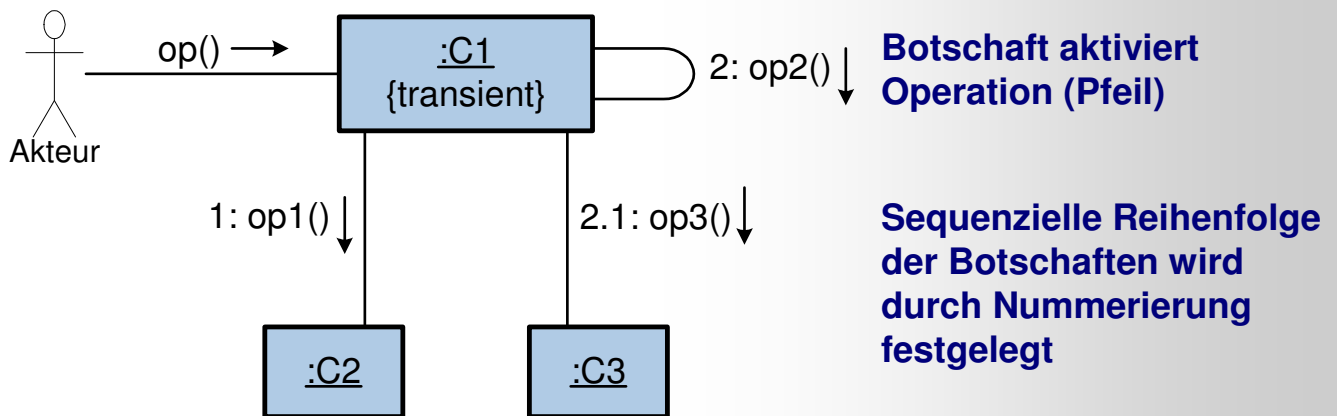 op()
:C1
{transient}
2: op2()
Botschaft aktiviert
Operation (Pfeil)
Akteur
1: op1()
2.1: op3()
Sequenzielle Reihenfolge
der Botschaften wird
durch Nummerierung
festgelegt
:C2
:C3